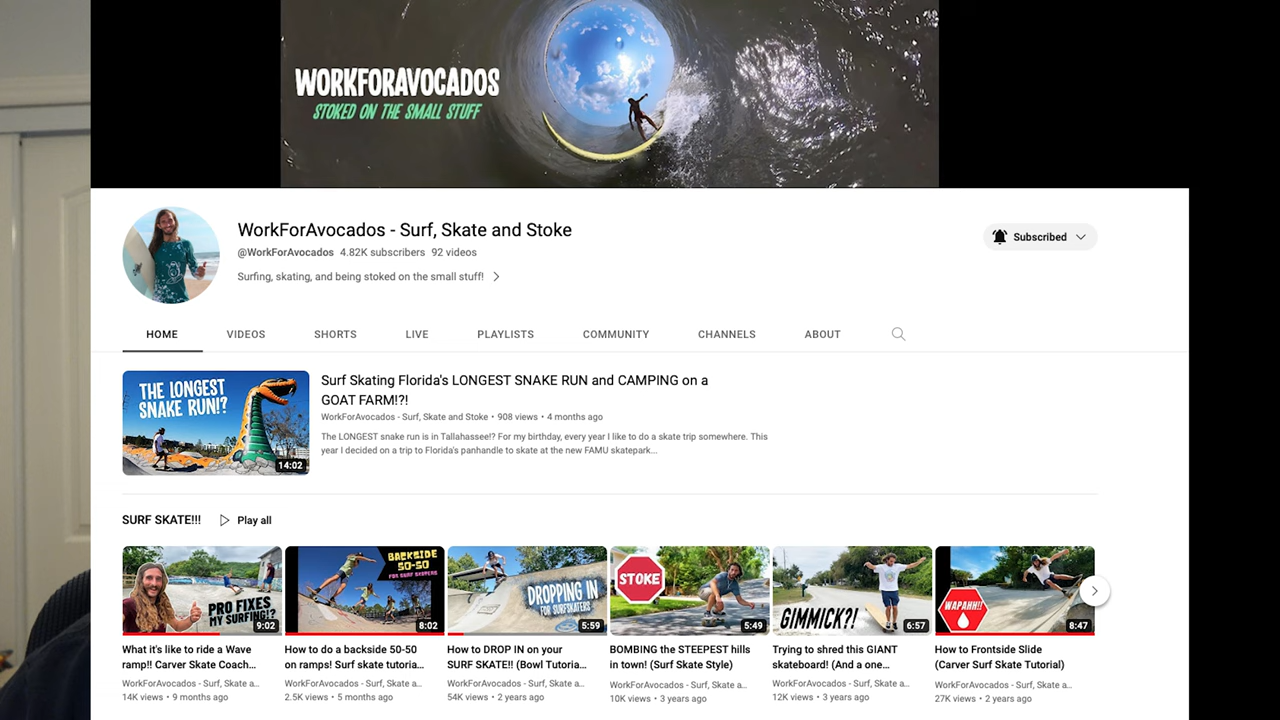 WORKFORAVOCADOS
STOKED ON THE SMALL STUFF
WorkForAvocados - Surf, Skate and Stoke
@WorkForAvocados 4.82K subscribers 92 videos
Subscribed
Surfing, skating, and being stoked on the small stuff!
HOME VIDEOS SHORTS LIVE PLAYLISTS COMMUNITY CHANNELS ABOUT
THE LONGEST
SNAKE RUN!?
14:02
Surf Skating Florida's LONGEST SNAKE RUN and CAMPING on a
GOAT FARM!?!
WorkForAvocados - Surf, Skate and Stoke • 908 views • 4 months ago
The LONGEST snake run is in Tallahassee!? For my birthday, every year I like to do a skate trip somewhere. This
year I decided on a trip to Florida's panhandle to skate at the new FAMU skatepark...
SURF SKATE!!! Play all
PRO FIXES
MY SURFING!?
9:02
What it's like to ride a Wave
ramp!! Carver Skate Coach...
WorkForAvocados - Surf, Skate a...
14K views • 9 months ago
BACKSIDE
50-50
FOR SURF SKATERS
8:02
How to do a backside 50-50
on ramps! Surf skate tutoria...
WorkForAvocados - Surf, Skate a...
2.5K views • 5 months ago
DROPPING IN
FOR SURFSKATERS
5:59
How to DROP IN on your
SURF SKATE!! (Bowl Tutoria...
WorkForAvocados - Surf, Skate a...
54K views • 2 years ago
STOKE
5:49
BOMBING the STEEPEST hills
in town! (Surf Skate Style)
WorkForAvocados - Surf, Skate a...
10K views • 3 years ago
GIMMICK?!
6:57
Trying to shred this GIANT
skateboard! (And a one...
WorkForAvocados - Surf, Skate a...
12K views • 3 years ago
WAPAHH!!
8:47
How to Frontside Slide
(Carver Surf Skate Tutorial)
WorkForAvocados - Surf, Skate a...
27K views • 2 years ago